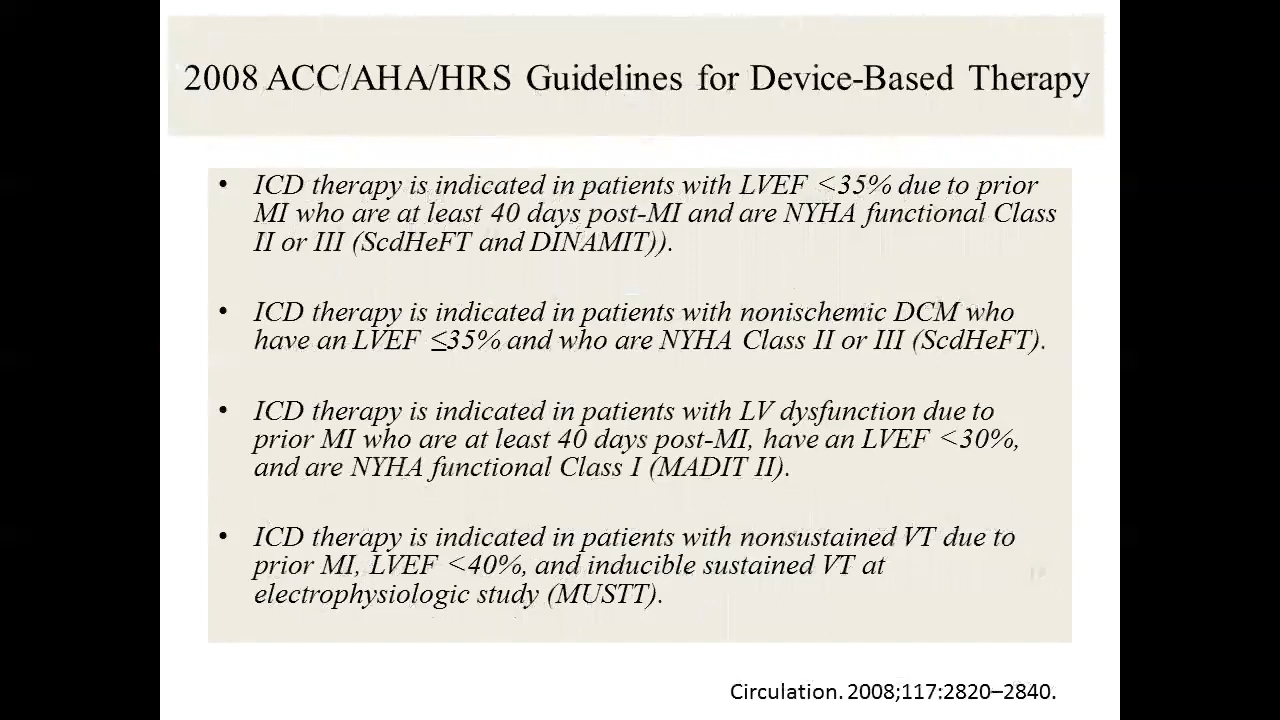 2008 ACC/AHA/HRS Guidelines for Device-Based Therapy
• ICD therapy is indicated in patients with LVEF <35% due to prior
MI who are at least 40 days post-MI and are NYHA functional Class
II or III (ScdHeFT and DINAMIT)).
• ICD therapy is indicated in patients with nonischemic DCM who
have an LVEF ≤35% and who are NYHA Class II or III (ScdHeFT).
• ICD therapy is indicated in patients with LV dysfunction due to
prior MI who are at least 40 days post-MI, have an LVEF <30%,
and are NYHA functional Class I (MADIT II).
• ICD therapy is indicated in patients with nonsustained VT due to
prior MI, LVEF <40%, and inducible sustained VT at
electrophysiologic study (MUSTT).
Circulation. 2008;117:2820–2840.